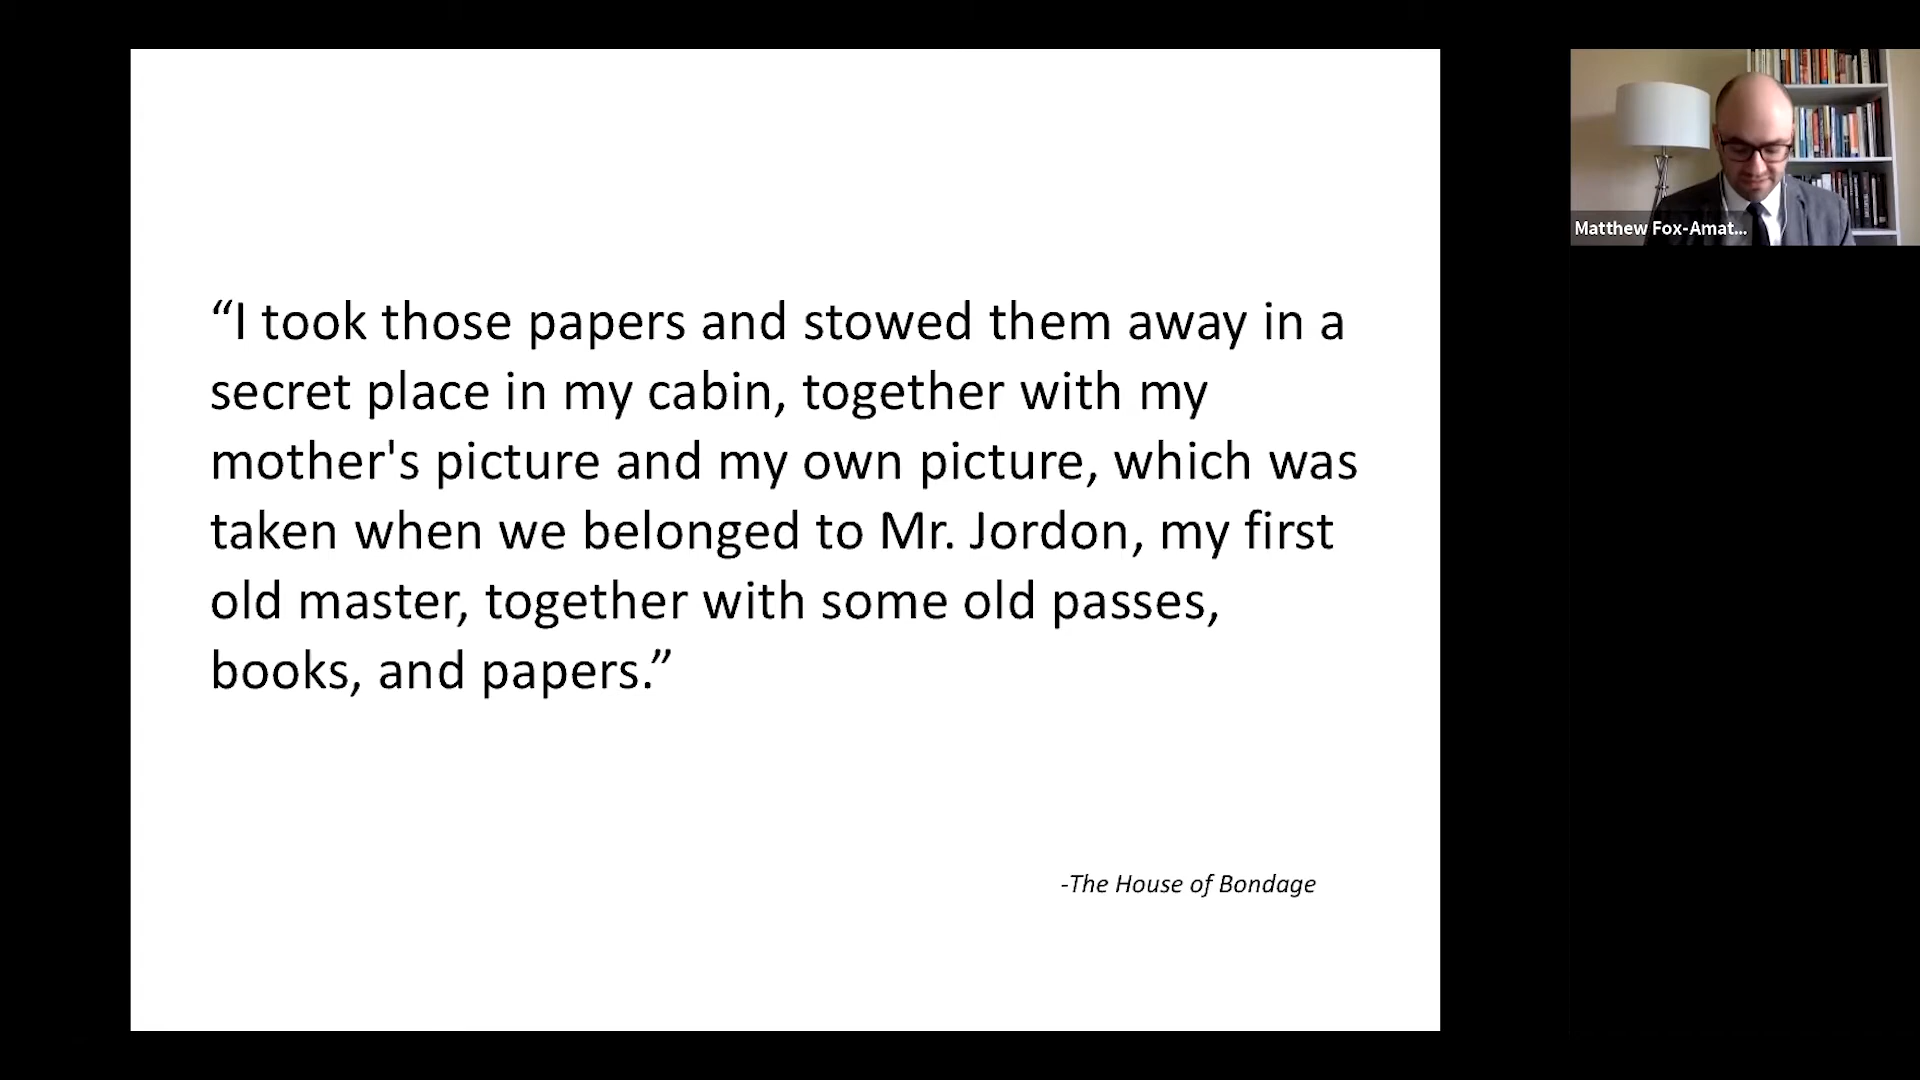 “I took those papers and stowed them away in a
secret place in my cabin, together with my
mother's picture and my own picture, which was
taken when we belonged to Mr. Jordon, my first
old master, together with some old passes,
books, and papers.”
-The House of Bondage
Matthew Fox-Amat...